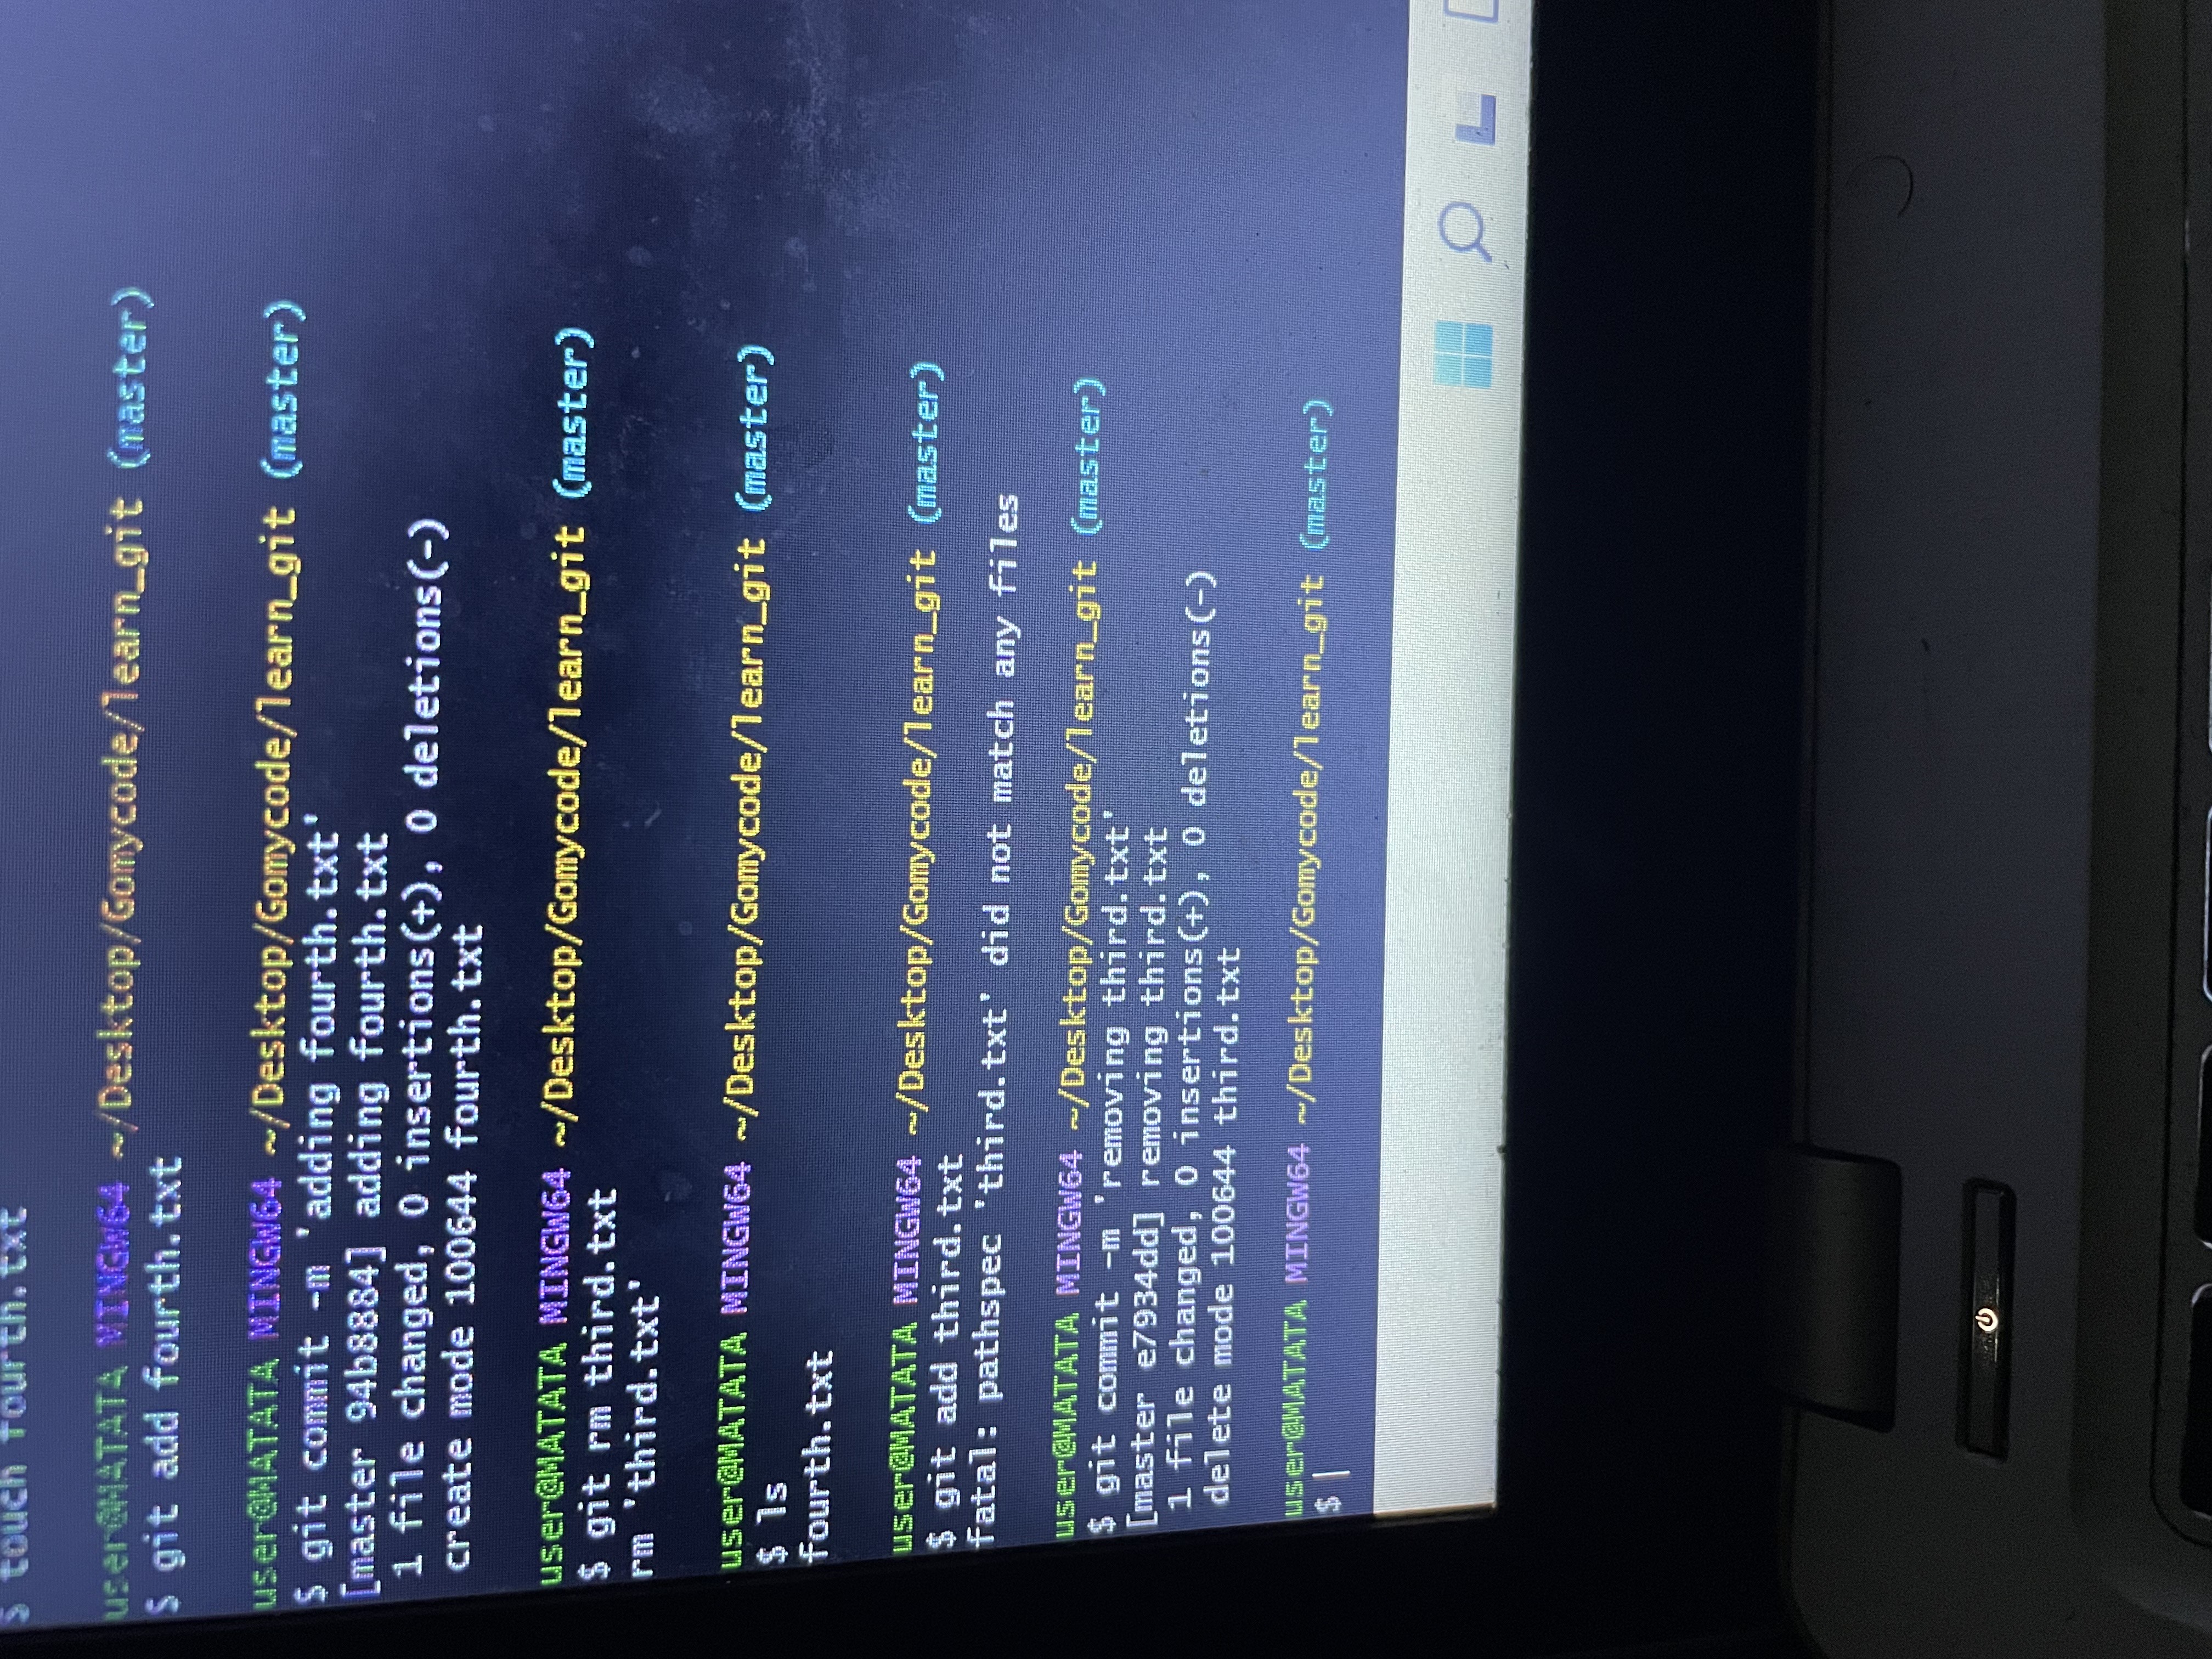 $ touch fourth.txt
user@MATATA MINGW64 ~/Desktop/Gomycode/learn_git (master)
$ git add fourth.txt
user@MATATA MINGW64 ~/Desktop/Gomycode/learn_git (master)
$ git commit -m 'adding fourth.txt'
[master 94b8884] adding fourth.txt
1 file changed, 0 insertions(+), 0 deletions(-)
create mode 100644 fourth.txt
user@MATATA MINGW64 ~/Desktop/Gomycode/learn_git (master)
$ git rm third.txt
rm 'third.txt'
user@MATATA MINGW64 ~/Desktop/Gomycode/learn_git (master)
$ ls
fourth.txt
user@MATATA MINGW64 ~/Desktop/Gomycode/learn_git (master)
$ git add third.txt
fatal: pathspec 'third.txt' did not match any files
user@MATATA MINGW64 ~/Desktop/Gomycode/learn_git (master)
$ git commit -m 'removing third.txt'
[master e7934dd] removing third.txt
1 file changed, 0 insertions(+), 0 deletions(-)
delete mode 100644 third.txt
user@MATATA MINGW64 ~/Desktop/Gomycode/learn_git (master)
$